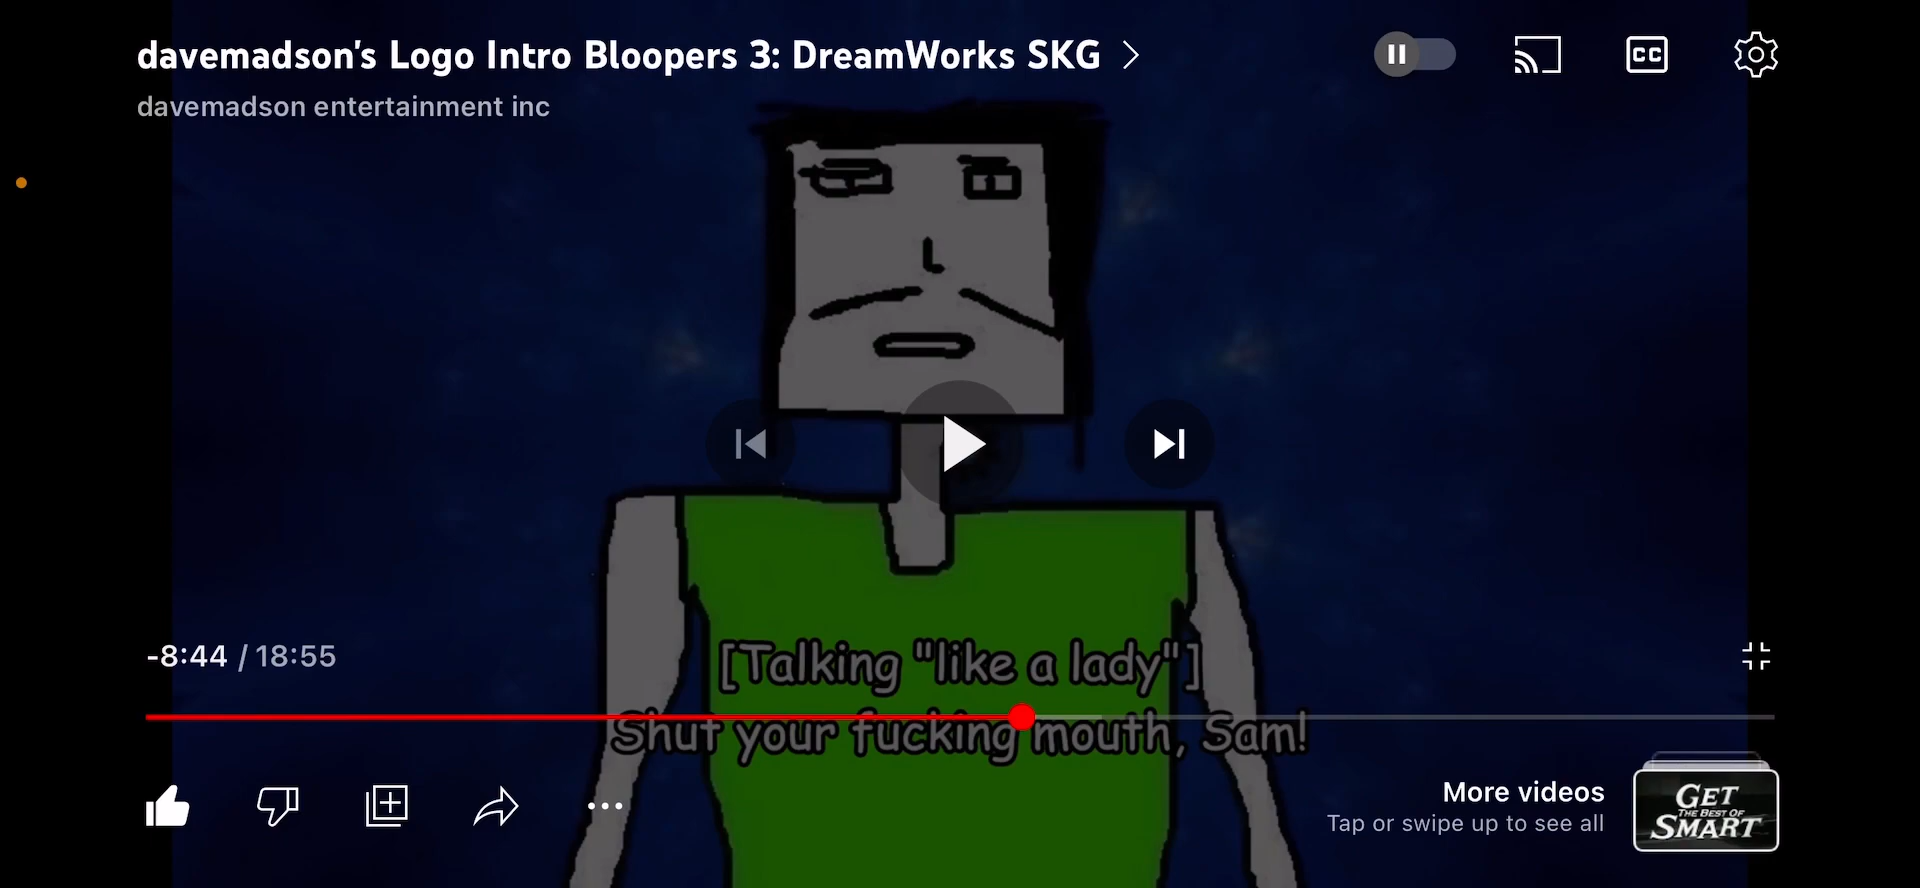 davemadson's Logo Intro Bloopers 3: DreamWorks SKG
davemadson entertainment inc
CC
-8:44 / 18:55
[Talking "like a lady"]
Shut your fucking mouth, Sam!
More videos
Tap or swipe up to see all
GET
THE BEST OF
SMART